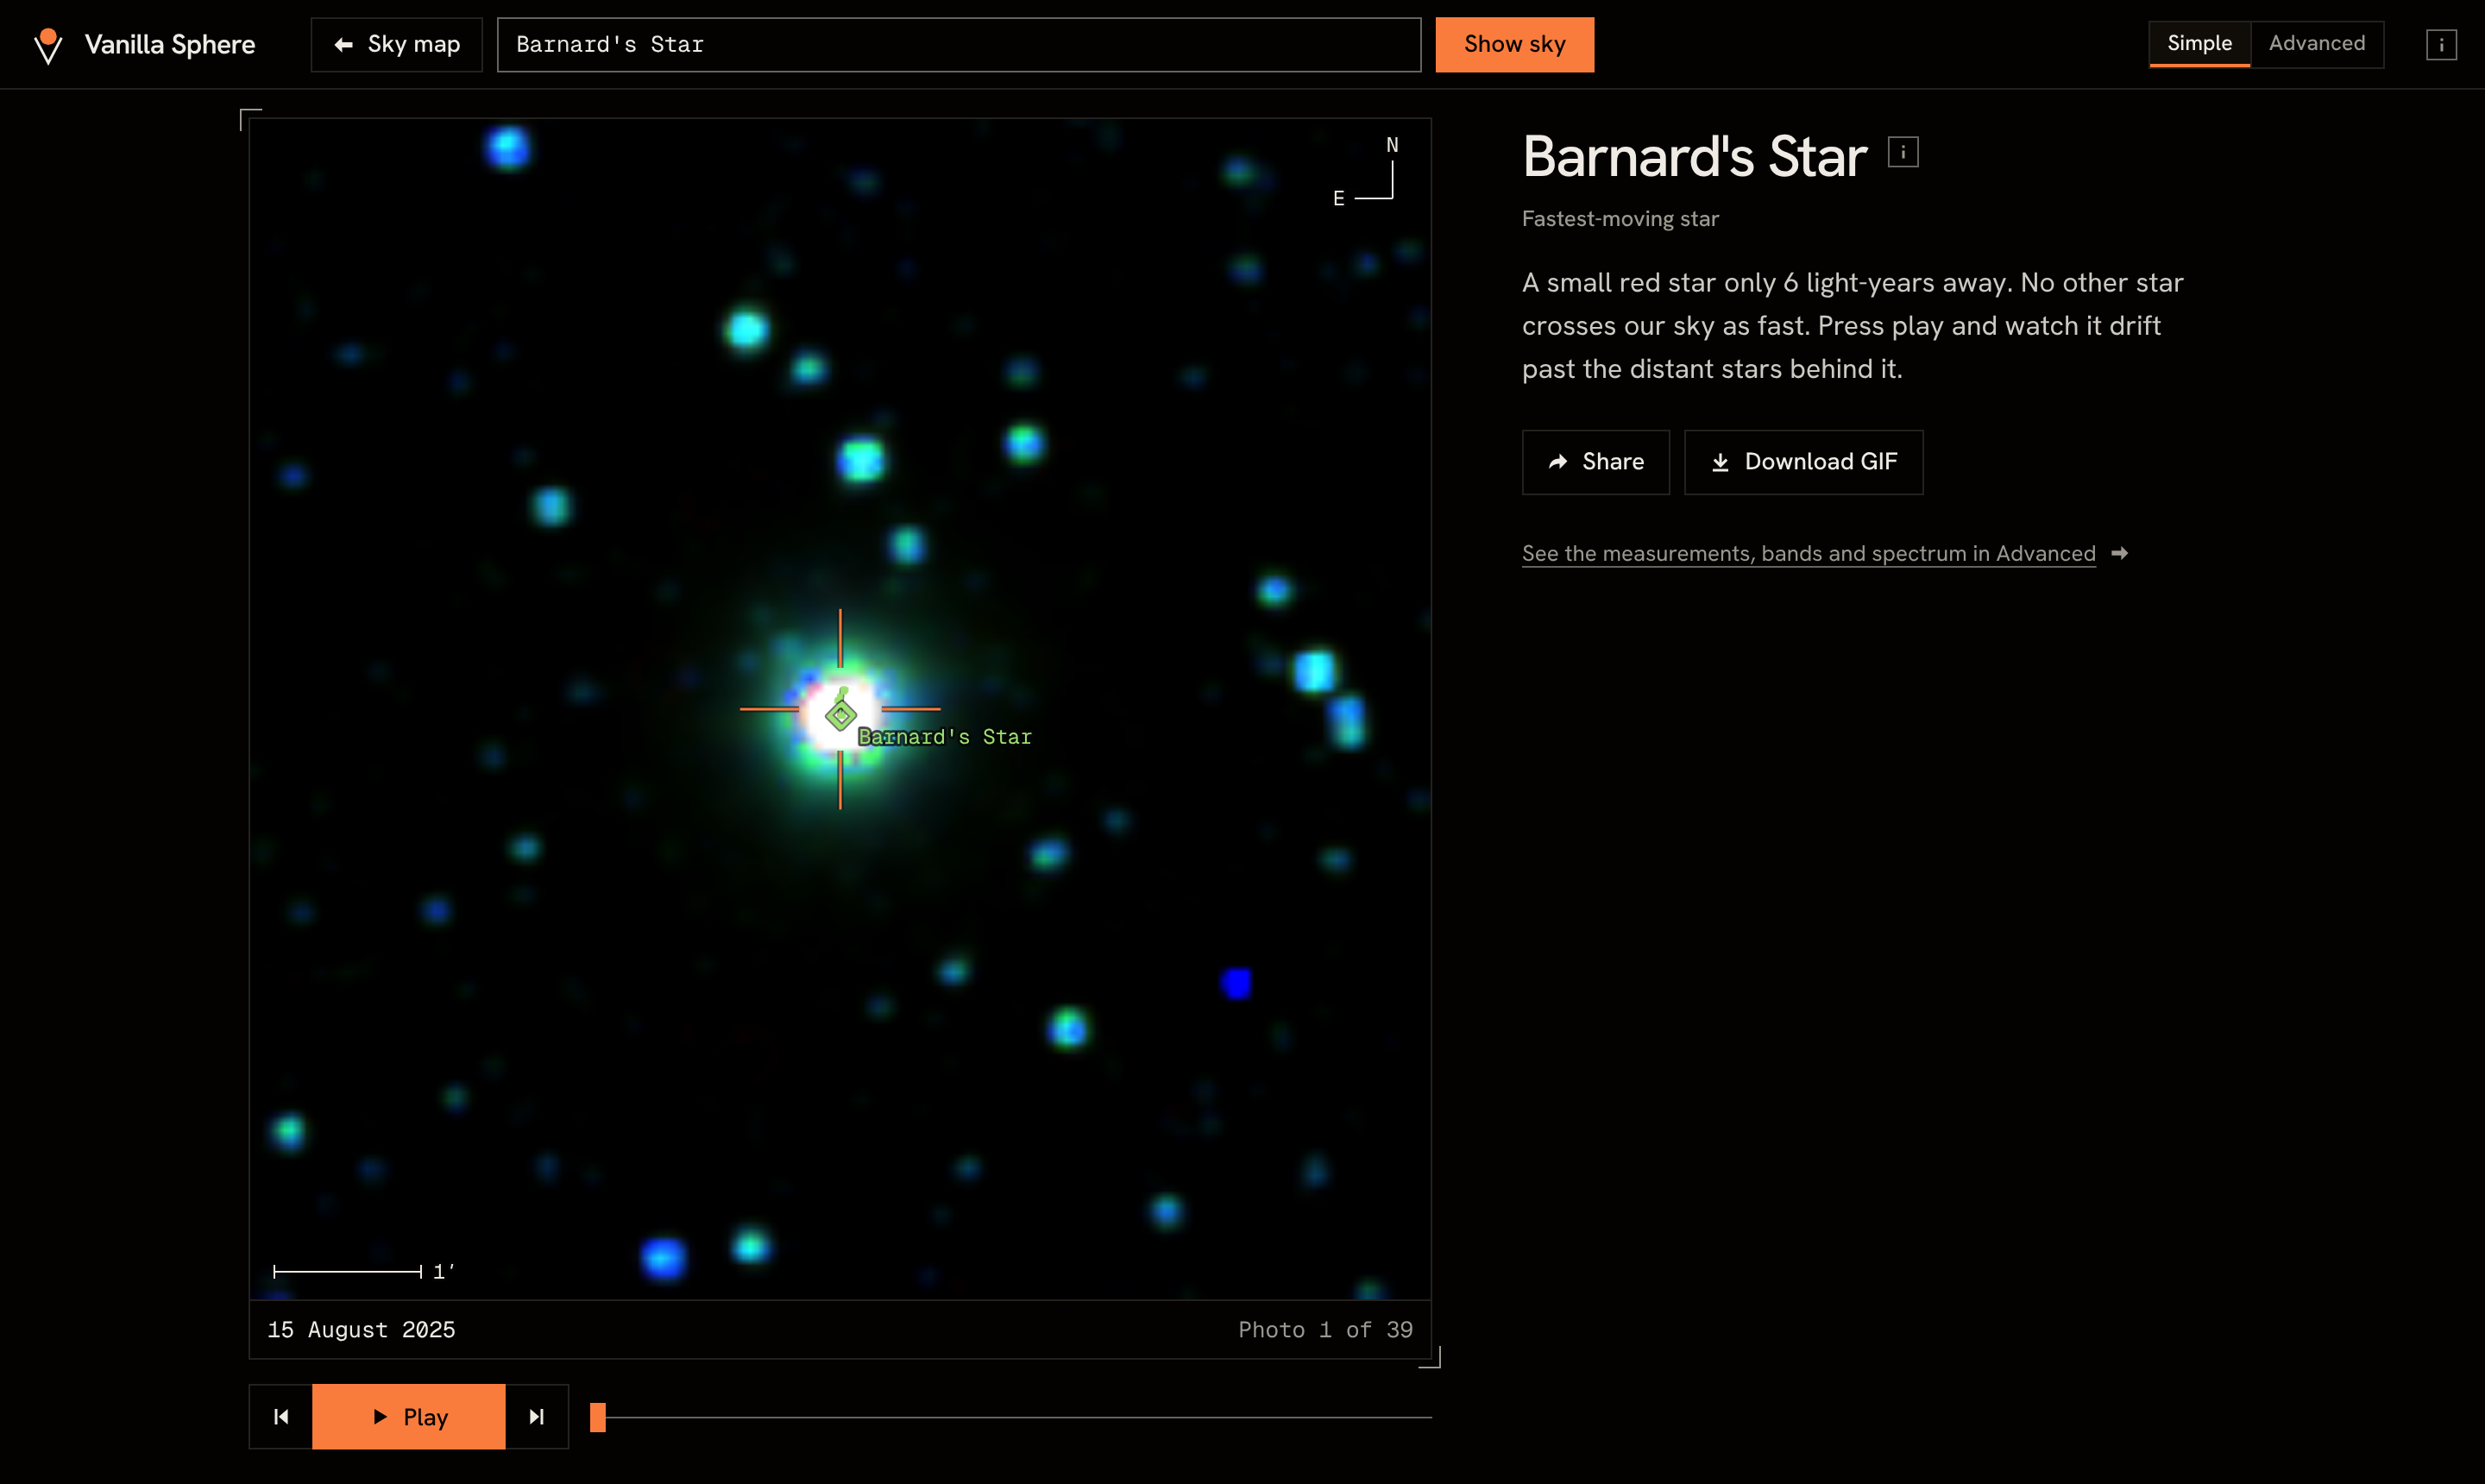 Vanilla Sphere
Sky map
Barnard's Star
Show sky
Simple
Advanced
i
N
E
Barnard's Star
1′
15 August 2025
Photo 1 of 39
Play
Barnard's Star
i
Fastest-moving star
A small red star only 6 light-years away. No other star
crosses our sky as fast. Press play and watch it drift
past the distant stars behind it.
Share
Download GIF
See the measurements, bands and spectrum in Advanced